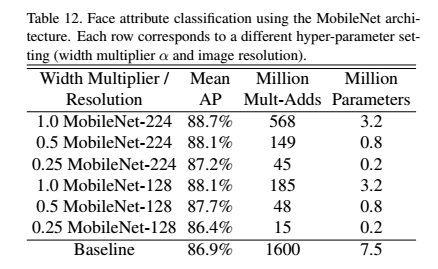 Table 12. Face attribute classification using the MobileNet archi-
tecture. Each row corresponds to a different hyper-parameter set-
ting (width multiplier α and image resolution).
Width Multiplier / Mean Million Million
Resolution AP Mult-Adds Parameters
1.0 MobileNet-224 88.7% 568 3.2
0.5 MobileNet-224 88.1% 149 0.8
0.25 MobileNet-224 87.2% 45 0.2
1.0 MobileNet-128 88.1% 185 3.2
0.5 MobileNet-128 87.7% 48 0.8
0.25 MobileNet-128 86.4% 15 0.2
Baseline 86.9% 1600 7.5